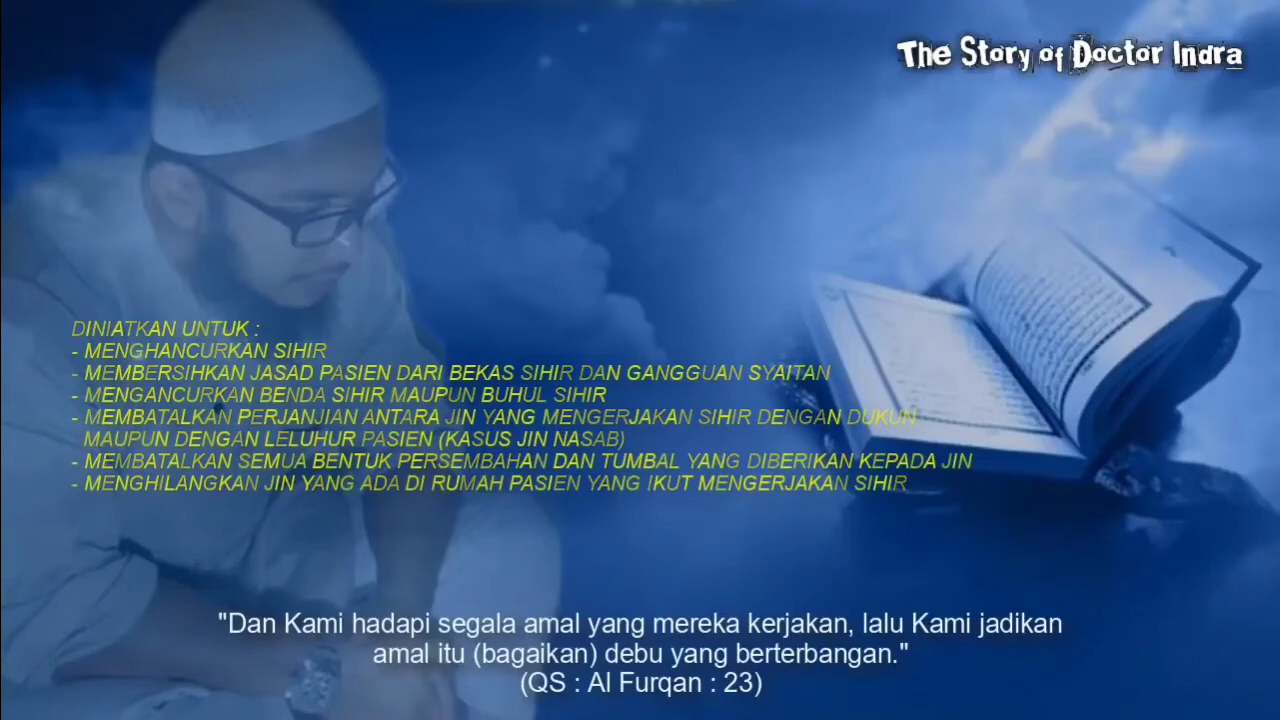 The Story of Doctor Indra
DINIATKAN UNTUK :
- MENGHANCURKAN SIHIR
- MEMBERSIHKAN JASAD PASIEN DARI BEKAS SIHIR DAN GANGGUAN SYAITAN
- MENGANCURKAN BENDA SIHIR MAUPUN BUHUL SIHIR
- MEMBATALKAN PERJANJIAN ANTARA JIN YANG MENGERJAKAN SIHIR DENGAN DUKUN
MAUPUN DENGAN LELUHUR PASIEN (KASUS JIN NASAB)
- MEMBATALKAN SEMUA BENTUK PERSEMBAHAN DAN TUMBAL YANG DIBERIKAN KEPADA JIN
- MENGHILANGKAN JIN YANG ADA DI RUMAH PASIEN YANG IKUT MENGERJAKAN SIHIR
"Dan Kami hadapi segala amal yang mereka kerjakan, lalu Kami jadikan
amal itu (bagaikan) debu yang berterbangan."
(QS : Al Furqan : 23)